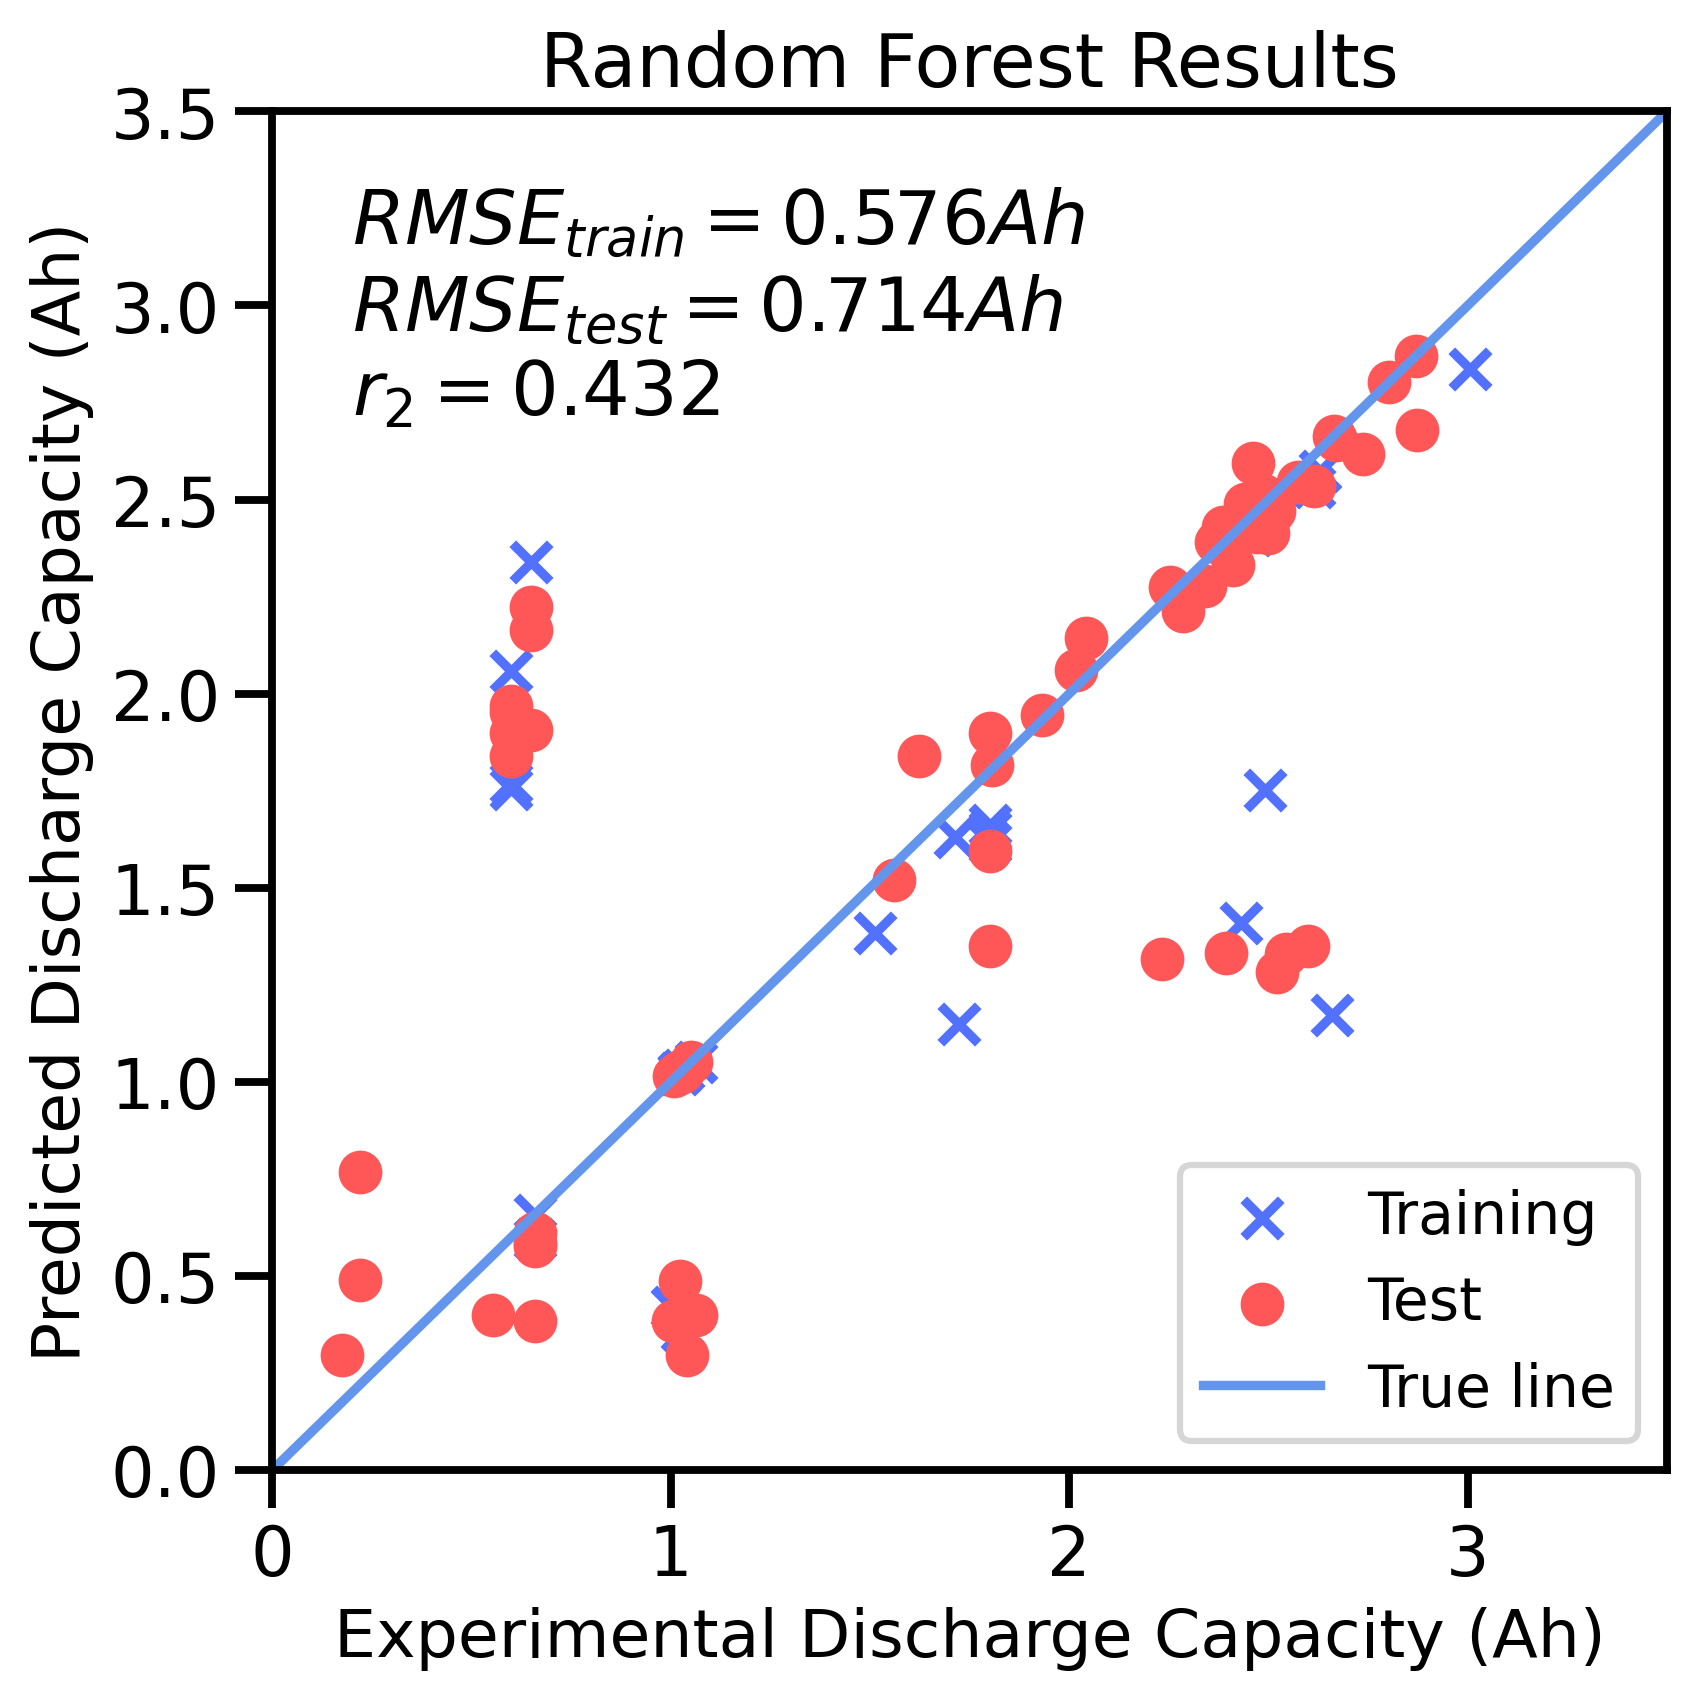 Random Forest Results
RMSE_train = 0.576Ah
RMSE_test = 0.714Ah
r_2 = 0.432
Predicted Discharge Capacity (Ah)
3.5
3.0
2.5
2.0
1.5
1.0
0.5
0.0
Training
Test
True line
0 1 2 3
Experimental Discharge Capacity (Ah)